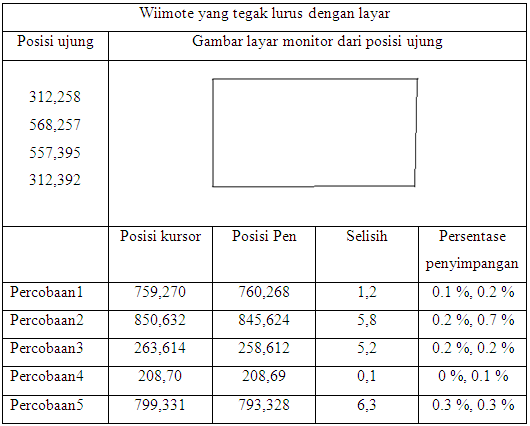 Wiimote yang tegak lurus dengan layar
Posisi ujung Gambar layar monitor dari posisi ujung
312,258
568,257
557,395
312,392
Posisi kursor Posisi Pen Selisih Persentase penyimpangan
Percobaan1 759,270 760,268 1,2 0.1 %, 0.2 %
Percobaan2 850,632 845,624 5,8 0.2 %, 0.7 %
Percobaan3 263,614 258,612 5,2 0.2 %, 0.2 %
Percobaan4 208,70 208,69 0,1 0 %, 0.1 %
Percobaan5 799,331 793,328 6,3 0.3 %, 0.3 %